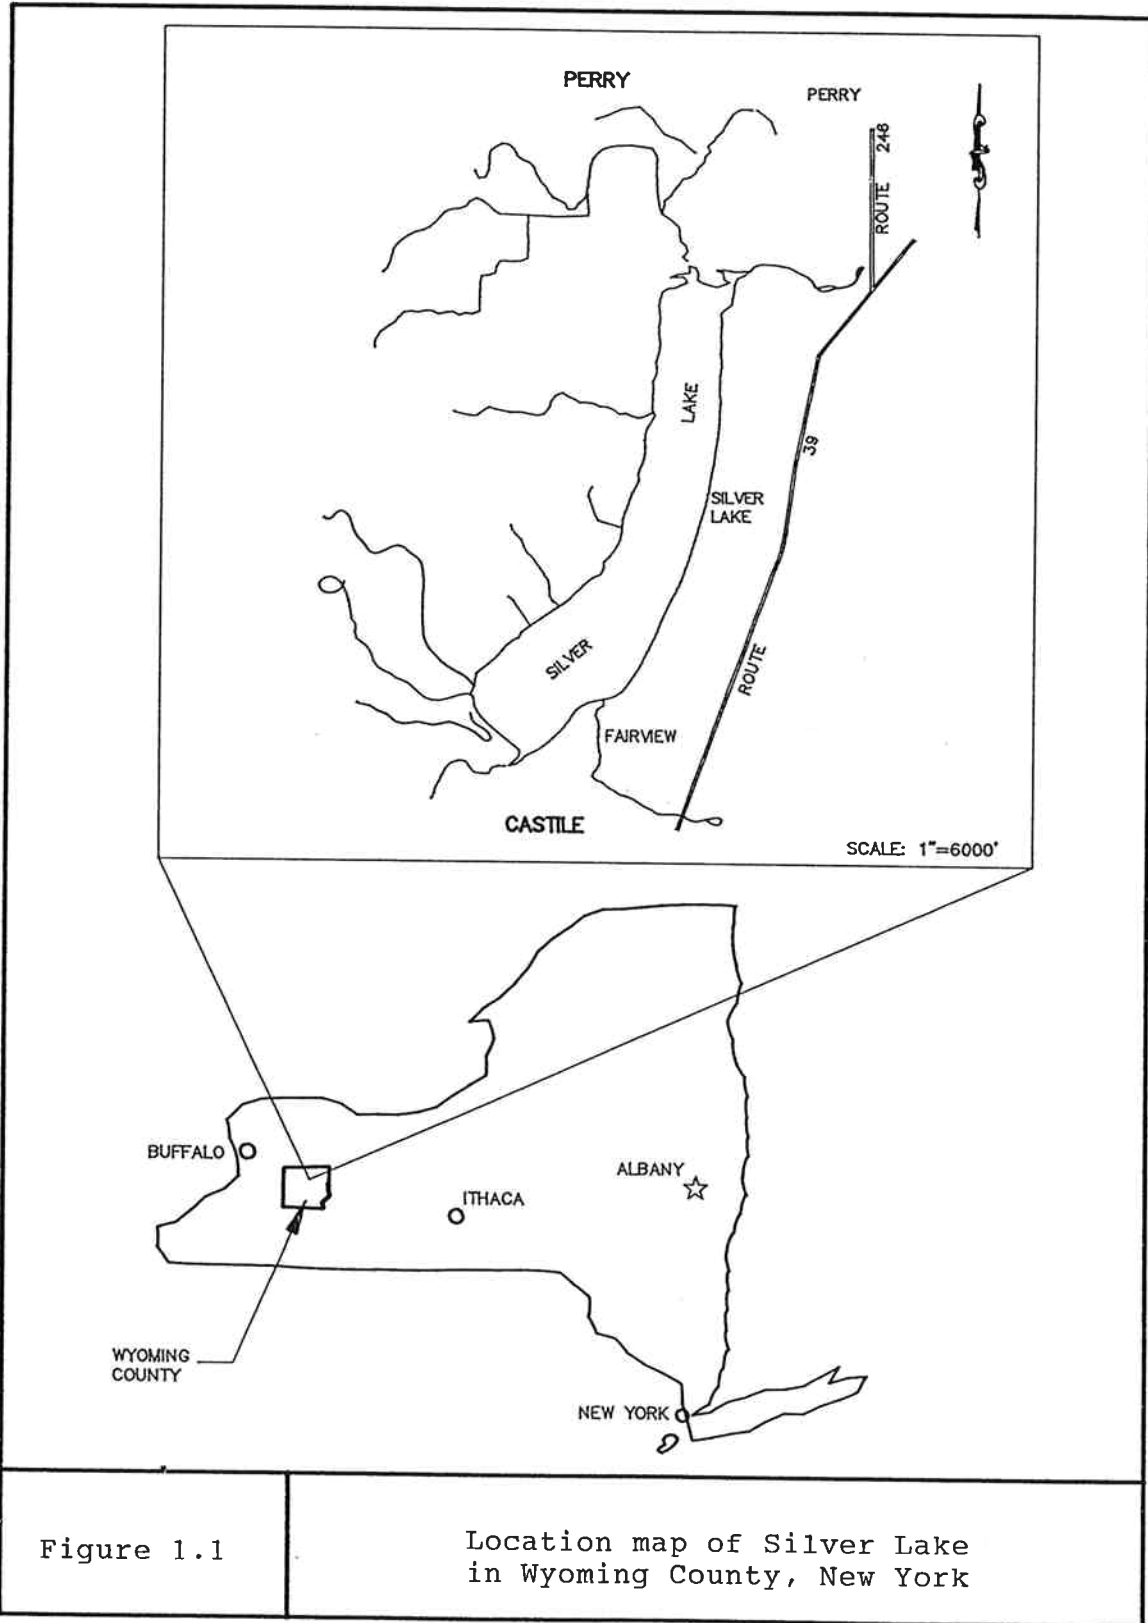 PERRY
PERRY
ROUTE 246
LAKE
39
SILVER
LAKE
SILVER
ROUTE
FAIRVIEW
CASTILE
SCALE: 1"=6000'
BUFFALO
ALBANY
ITHACA
WYOMING
COUNTY
NEW YORK
Figure 1.1
Location map of Silver Lake
in Wyoming County, New York